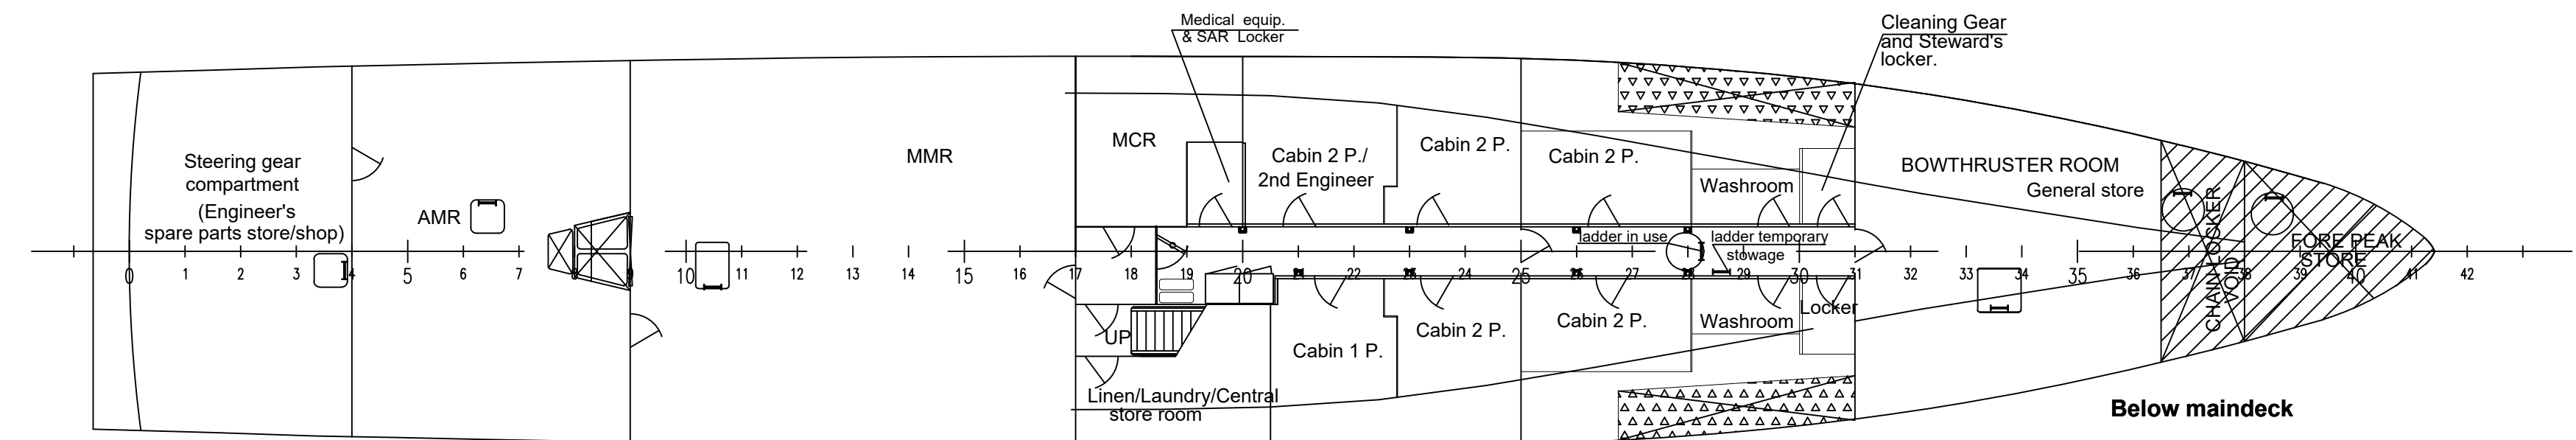 Medical equip.
& SAR Locker
Cleaning Gear
and Steward's
locker.
Steering gear
compartment
(Engineer's
spare parts store/shop)
AMR
MMR
MCR
Cabin 2 P./
2nd Engineer
Cabin 2 P.
Cabin 2 P.
Washroom
BOWTHRUSTER ROOM
General store
CHAIN LOCKER
VOID
FORE PEAK
STORE
ladder in use
ladder temporary
stowage
0 1 2 3 4 5 6 7 8 9 10 11 12 13 14 15 16 17 18 19 20 21 22 23 24 25 26 27 28 29 30 31 32 33 34 35 36 37 38 39 40 41 42
UP
Cabin 1 P.
Cabin 2 P.
Cabin 2 P.
Washroom
Locker
Linen/Laundry/Central
store room
Below maindeck